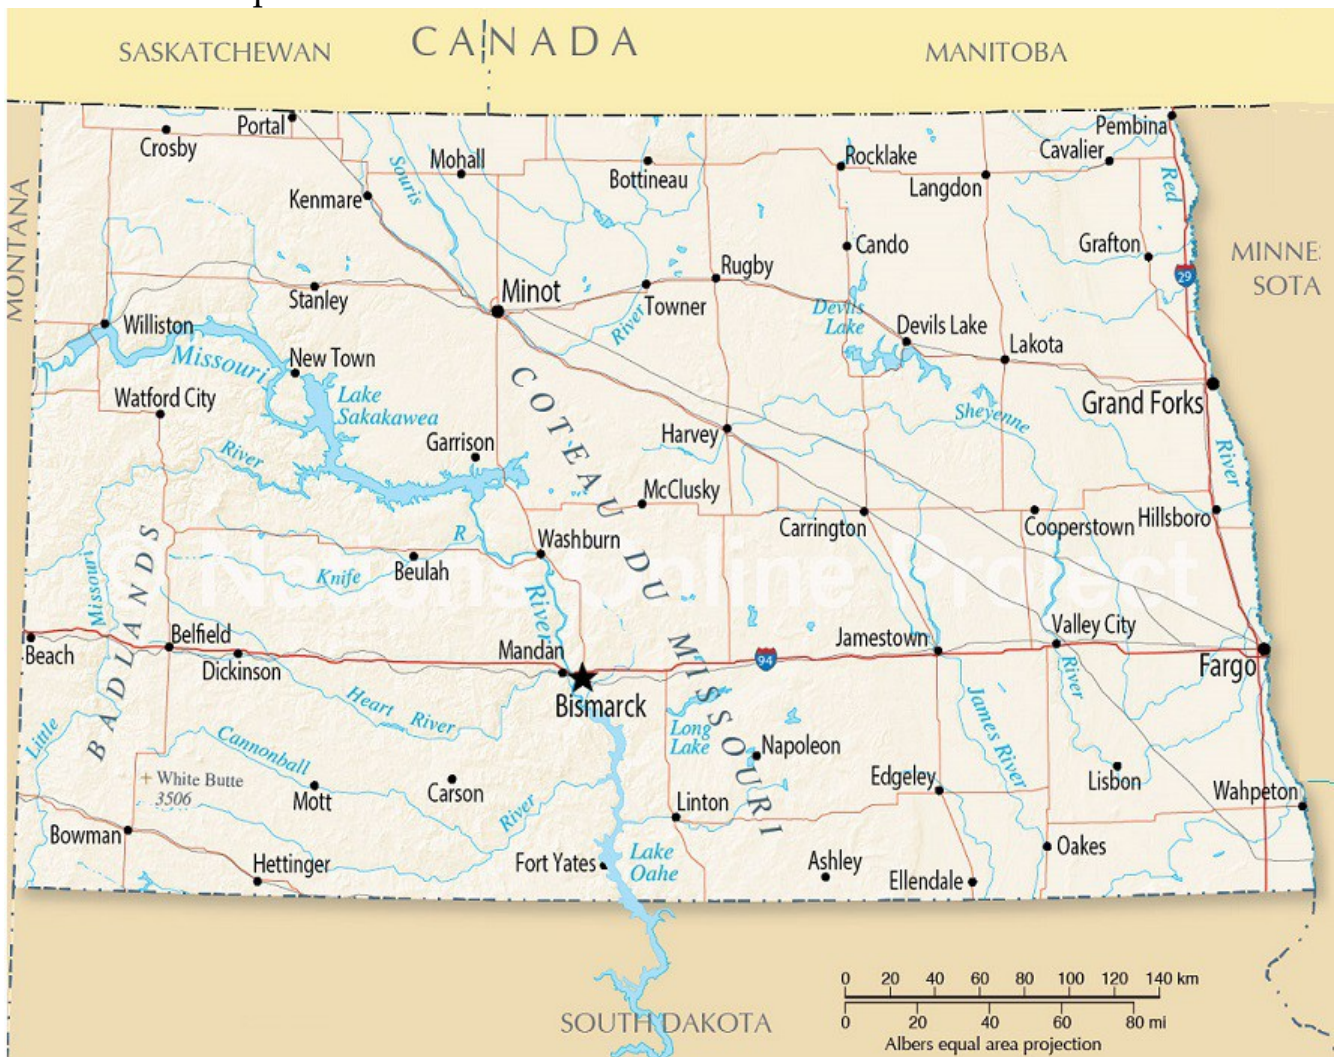 CANADA
SASKATCHEWAN
MANITOBA
Portal
Crosby
Pembina
Cavalier
Mohall
Rocklake
Souris
Bottineau
Langdon
Red
Kenmare
MONTANA
Cando
Grafton
MINNE
SOTA
Rugby
29
Stanley
Minot
Towner
River
Devils
Lake
Devils Lake
Williston
Lakota
Missouri
New Town
Lake
Sakakawea
Watford City
COTEAU DU MISSOURI
Grand Forks
Sheyenne
Harvey
Garrison
River
River
McClusky
Carrington
Cooperstown
Hillsboro
R
Washburn
Knife
Beulah
© Nations Online Project
Missouri
BADLANDS
River
Belfield
Beach
Dickinson
Mandan
94
Jamestown
Valley City
Fargo
Bismarck
Heart River
River
James River
Little
Cannonball
Long
Lake
Napoleon
White Butte
3506
Mott
Carson
Edgeley
Lisbon
Wahpeton
River
Linton
Bowman
Hettinger
Fort Yates
Lake
Oahe
Ashley
Ellendale
Oakes
0 20 40 60 80 100 120 140 km
0 20 40 60 80 mi
Albers equal area projection
SOUTH DAKOTA